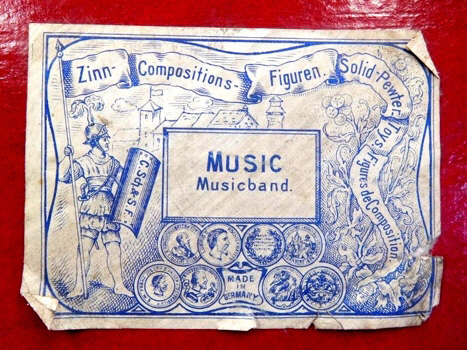 Zinn-Compositions-Figuren.
Solid-Pewter Toys. Figures de Composition
MUSIC
Musicband.
MADE
IN
GERMANY